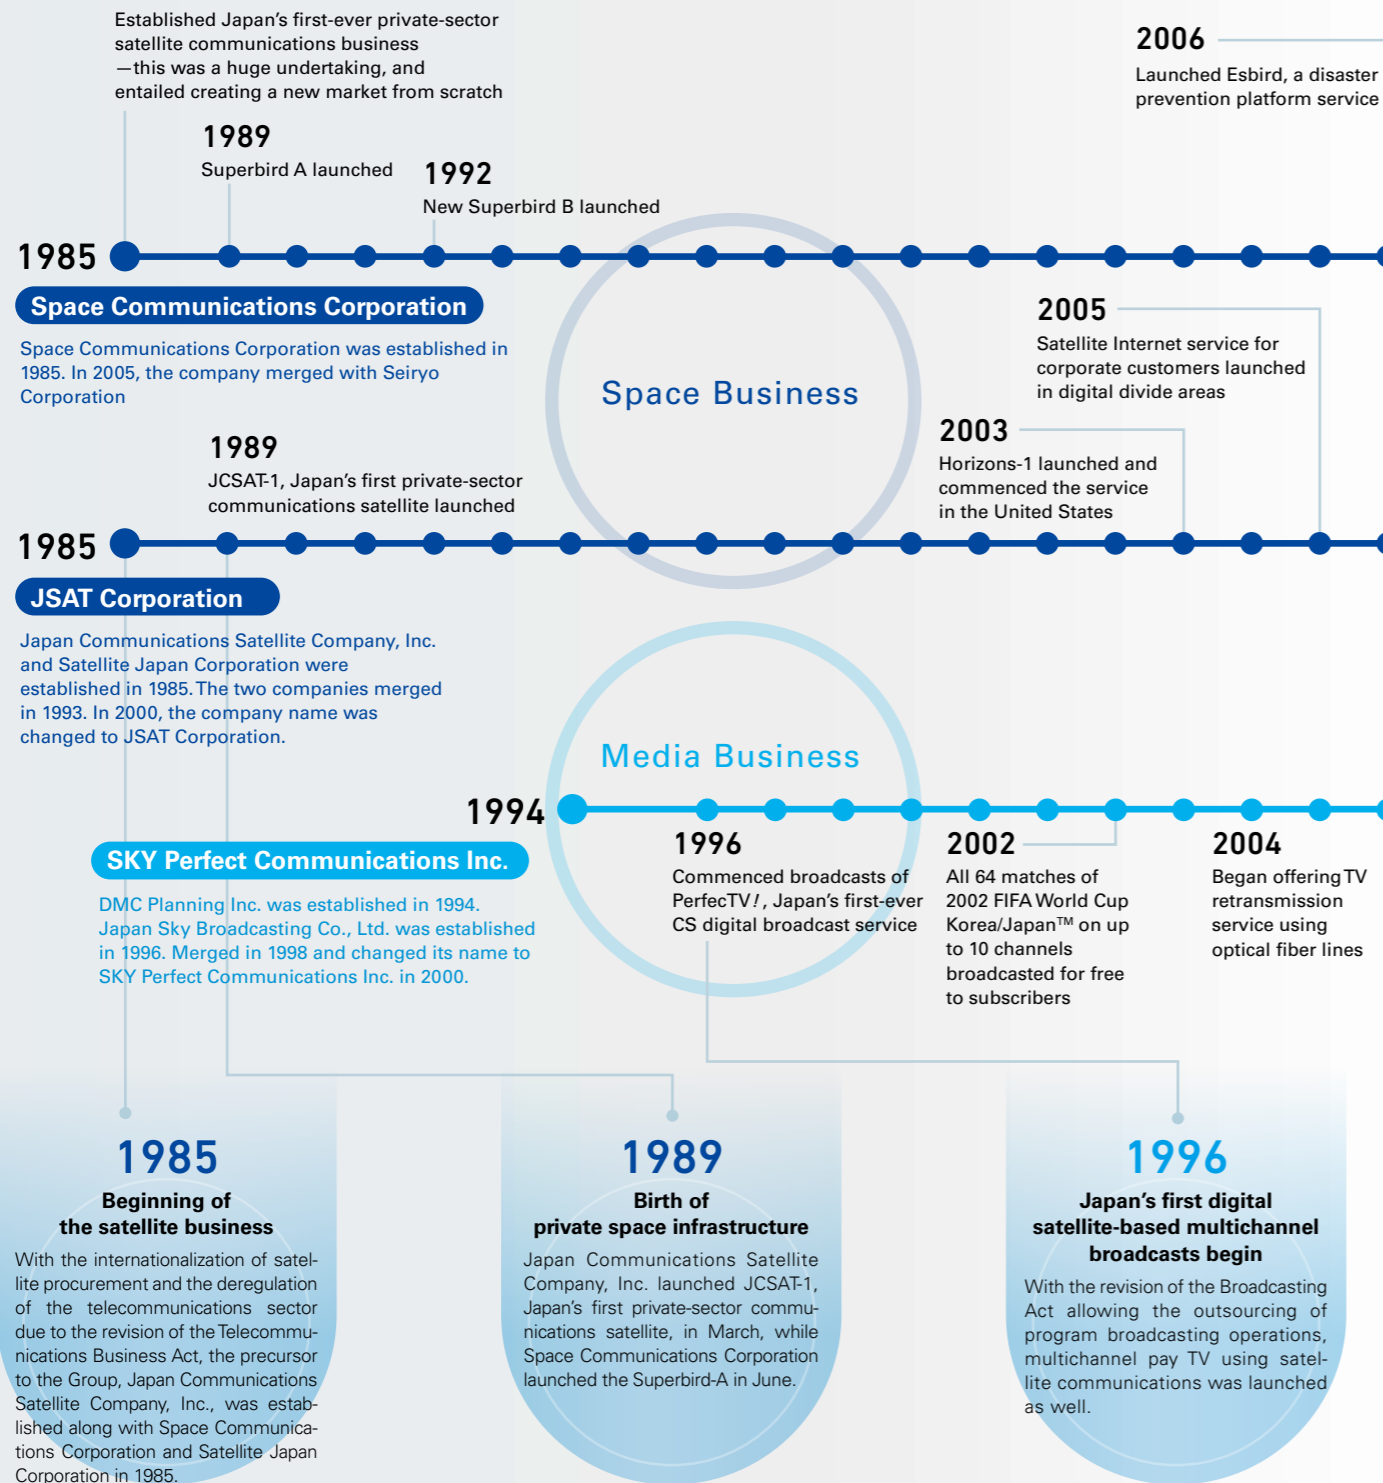 Established Japan’s first-ever private-sector
satellite communications business
—this was a huge undertaking, and
entailed creating a new market from scratch
2006
Launched Esbird, a disaster
prevention platform service
1989
Superbird A launched
1992
New Superbird B launched
1985
Space Communications Corporation
Space Communications Corporation was established in
1985. In 2005, the company merged with Seiryo
Corporation
Space Business
2005
Satellite Internet service for
corporate customers launched
in digital divide areas
1989
JCSAT-1, Japan’s first private-sector
communications satellite launched
2003
Horizons-1 launched and
commenced the service
in the United States
1985
JSAT Corporation
Japan Communications Satellite Company, Inc.
and Satellite Japan Corporation were
established in 1985. The two companies merged
in 1993. In 2000, the company name was
changed to JSAT Corporation.
Media Business
1994
SKY Perfect Communications Inc.
DMC Planning Inc. was established in 1994.
Japan Sky Broadcasting Co., Ltd. was established
in 1996. Merged in 1998 and changed its name to
SKY Perfect Communications Inc. in 2000.
1996
Commenced broadcasts of
PerfecTV!, Japan’s first-ever
CS digital broadcast service
2002
All 64 matches of
2002 FIFA World Cup
Korea/Japan™ on up
to 10 channels
broadcasted for free
to subscribers
2004
Began offering TV
retransmission
service using
optical fiber lines
1985
Beginning of
the satellite business
With the internationalization of satel-
lite procurement and the deregulation
of the telecommunications sector
due to the revision of the Telecommu-
nications Business Act, the precursor
to the Group, Japan Communications
Satellite Company, Inc., was estab-
lished along with Space Communica-
tions Corporation and Satellite Japan
Corporation in 1985.
1989
Birth of
private space infrastructure
Japan Communications Satellite
Company, Inc. launched JCSAT-1,
Japan’s first private-sector commu-
nications satellite, in March, while
Space Communications Corporation
launched the Superbird-A in June.
1996
Japan’s first digital
satellite-based multichannel
broadcasts begin
With the revision of the Broadcasting
Act allowing the outsourcing of
program broadcasting operations,
multichannel pay TV using satel-
lite communications was launched
as well.